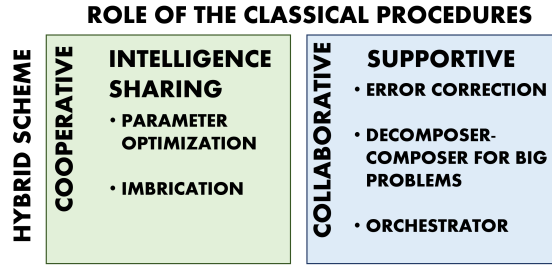 ROLE OF THE CLASSICAL PROCEDURES
HYBRID SCHEME
COOPERATIVE
INTELLIGENCE
SHARING
• PARAMETER
OPTIMIZATION
• IMBRICATION
COLLABORATIVE
SUPPORTIVE
• ERROR CORRECTION
• DECOMPOSER-
COMPOSER FOR BIG
PROBLEMS
• ORCHESTRATOR